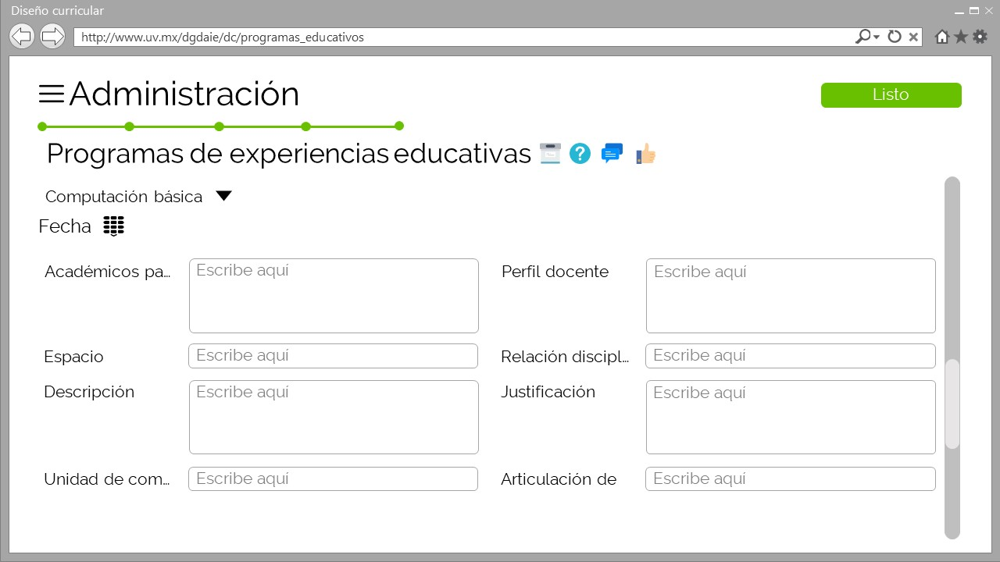 Diseño curricular
http://www.uv.mx/dgdaie/dc/programas_educativos
Administración
Listo
Programas de experiencias educativas
Computación básica
Fecha
Académicos pa... Escribe aquí Perfil docente Escribe aquí
Espacio Escribe aquí Relación discipl... Escribe aquí
Descripción Escribe aquí Justificación Escribe aquí
Unidad de com... Escribe aquí Articulación de Escribe aquí